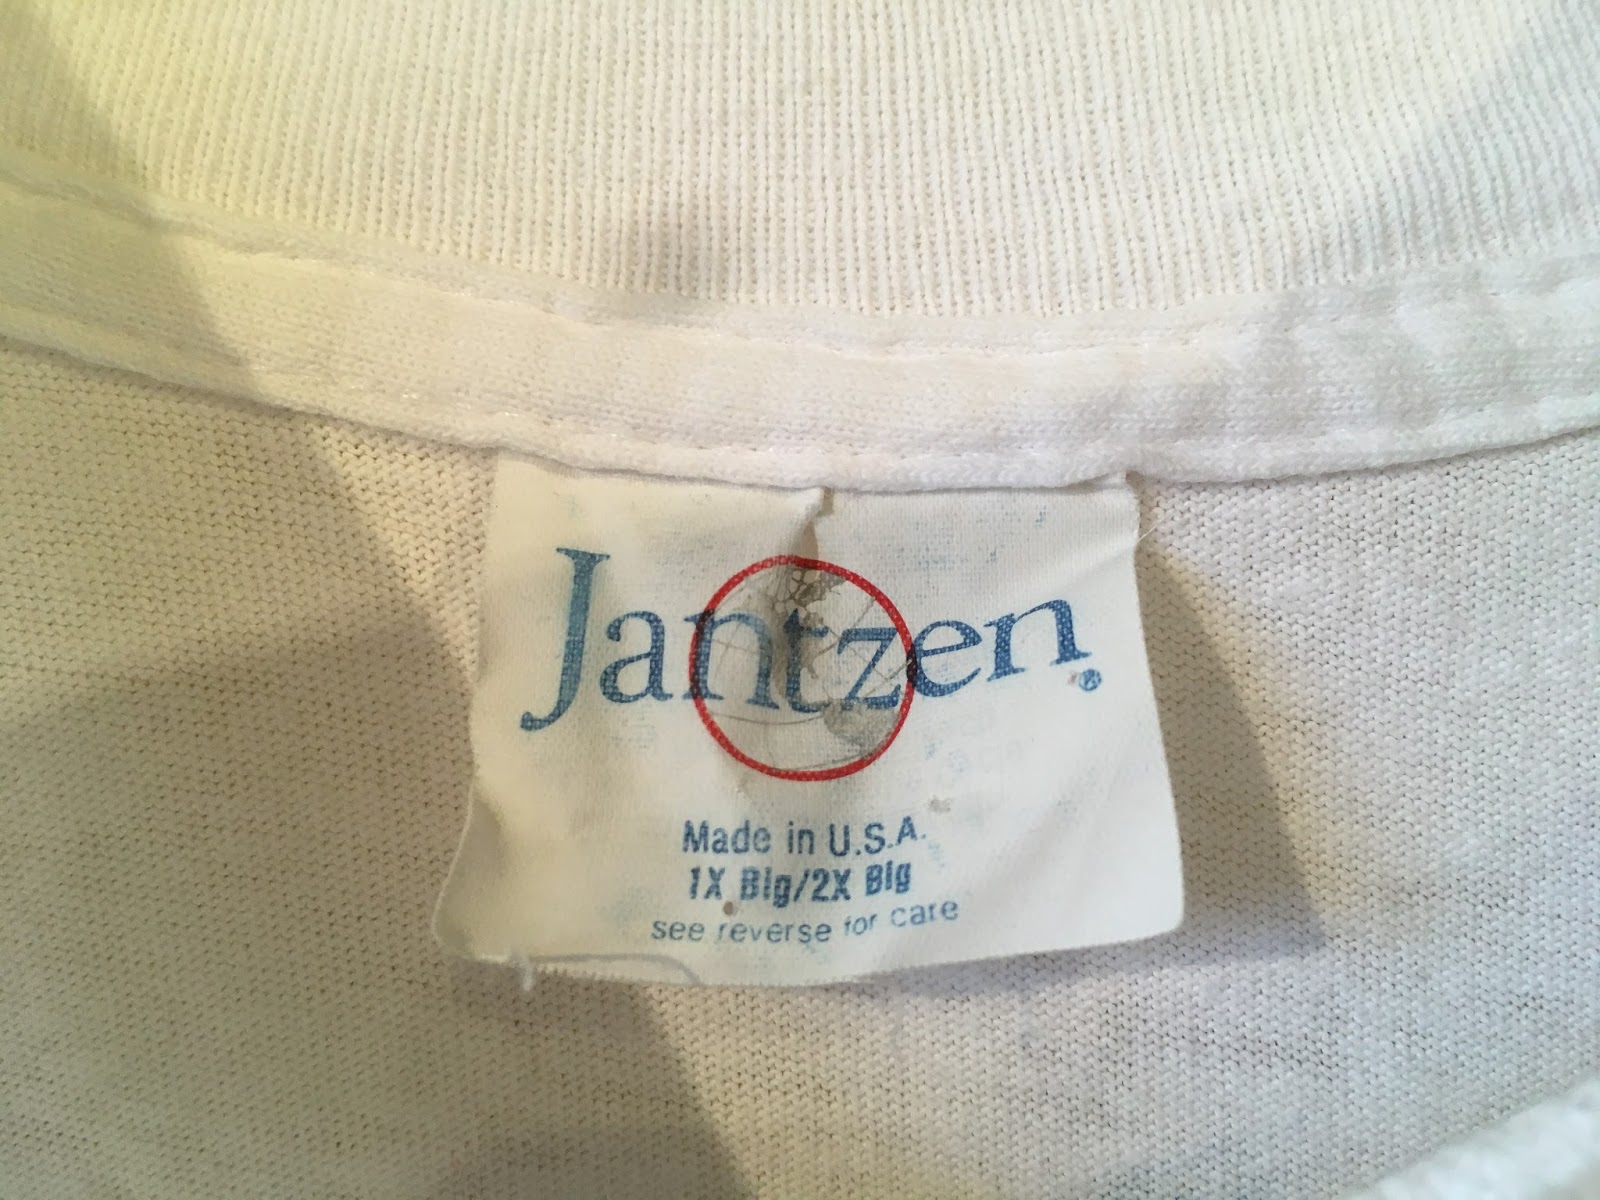 Jantzen®
Made in U.S.A.
1X Big/2X Big
see reverse for care